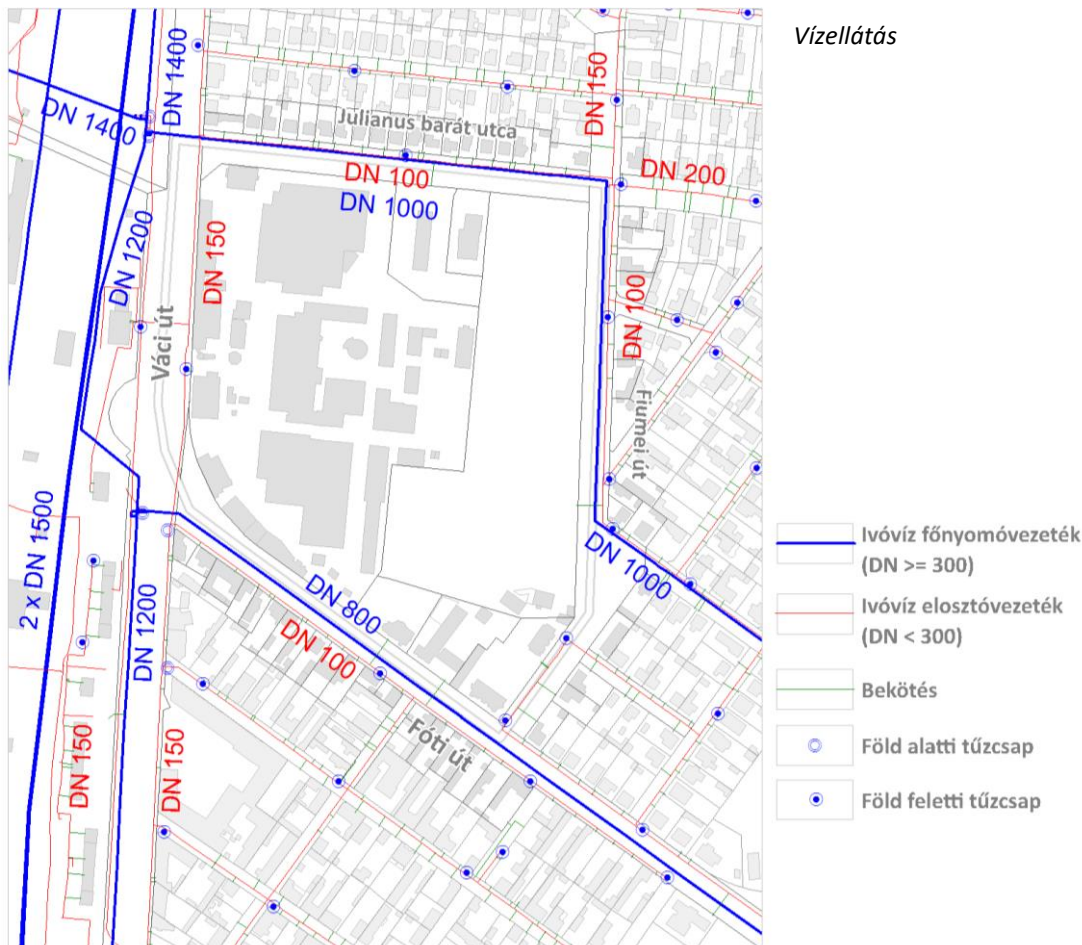 Vízellátás
DN 1400
DN 1400
DN 150
Julianus barát utca
DN 100
DN 1000
DN 200
DN 1200
DN 150
Váci út
DN 100
Fiumei út
2 x DN 1500
DN 1200
DN 800
DN 100
DN 1000
Fóti út
DN 150
DN 150
Ivóvíz főnyomóvezeték
(DN >= 300)
Ivóvíz elosztóvezeték
(DN < 300)
Bekötés
Föld alatti tűzcsap
Föld feletti tűzcsap